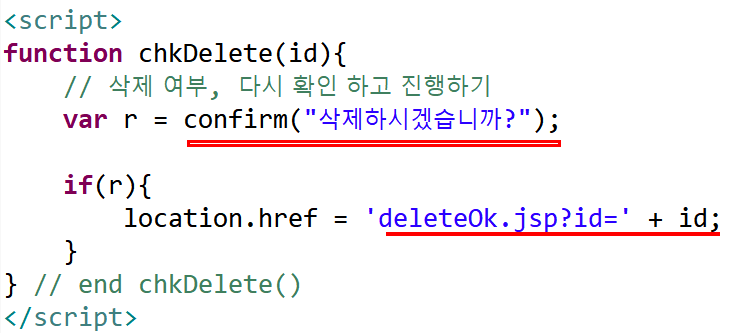 <script>
function chkDelete(id){
    // 삭제 여부, 다시 확인 하고 진행하기
    var r = confirm("삭제하시겠습니까?");
    if(r){
        location.href = 'deleteOk.jsp?id=' + id;
    }
} // end chkDelete()
</script>